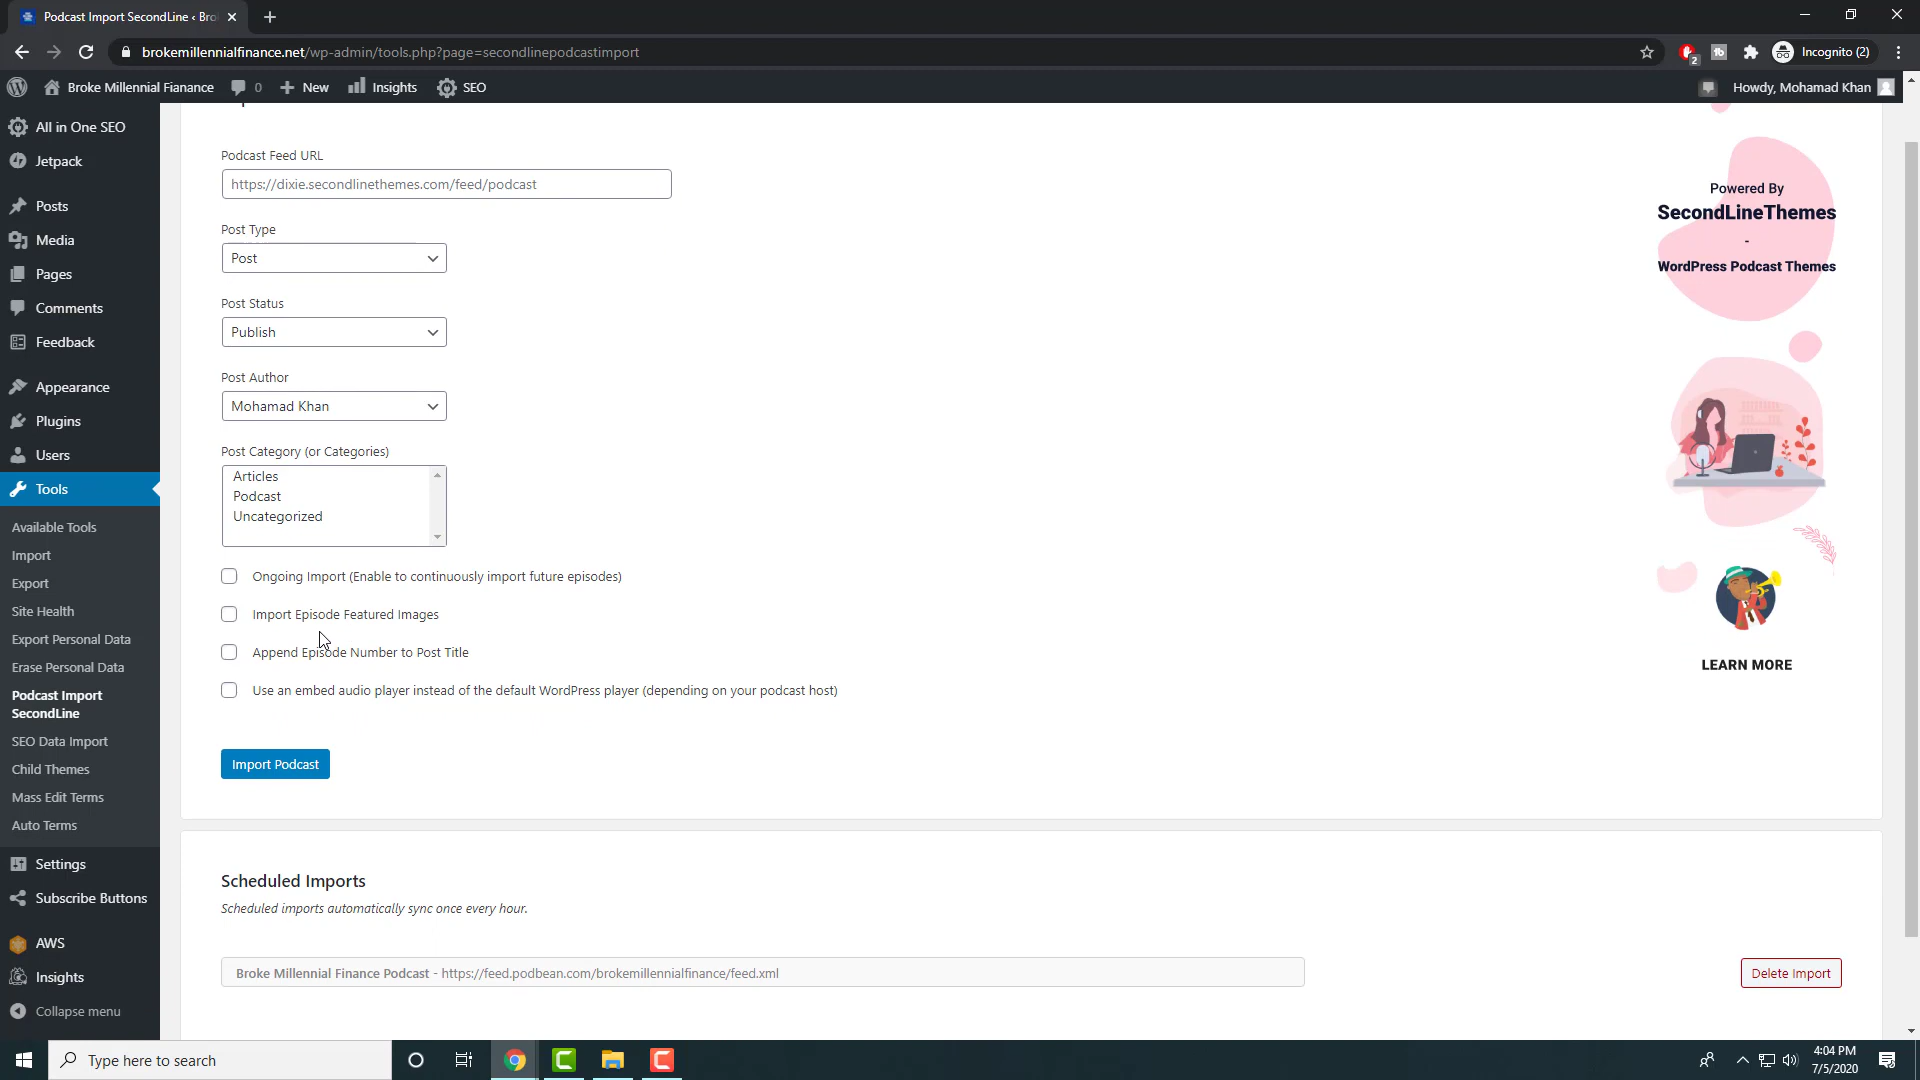 Podcast Import SecondLine ‹ Bro
brokemillennialfinance.net/wp-admin/tools.php?page=secondlinepodcastimport
2
Incognito (2)
Broke Millennial Fianance
0
New
Insights
SEO
Howdy, Mohamad Khan
All in One SEO
Jetpack
Posts
Media
Pages
Comments
Feedback
Appearance
Plugins
Users
Tools
Available Tools
Import
Export
Site Health
Export Personal Data
Erase Personal Data
Podcast Import
SecondLine
SEO Data Import
Child Themes
Mass Edit Terms
Auto Terms
Settings
Subscribe Buttons
AWS
Insights
Collapse menu
Podcast Feed URL
https://dixie.secondlinethemes.com/feed/podcast
Post Type
Post
Post Status
Publish
Post Author
Mohamad Khan
Post Category (or Categories)
Articles
Podcast
Uncategorized
Ongoing Import (Enable to continuously import future episodes)
Import Episode Featured Images
Append Episode Number to Post Title
Use an embed audio player instead of the default WordPress player (depending on your podcast host)
Import Podcast
Powered By
SecondLineThemes
-
WordPress Podcast Themes
LEARN MORE
Scheduled Imports
Scheduled imports automatically sync once every hour.
Broke Millennial Finance Podcast - https://feed.podbean.com/brokemillennialfinance/feed.xml
Delete Import
Type here to search
4:04 PM
7/5/2020